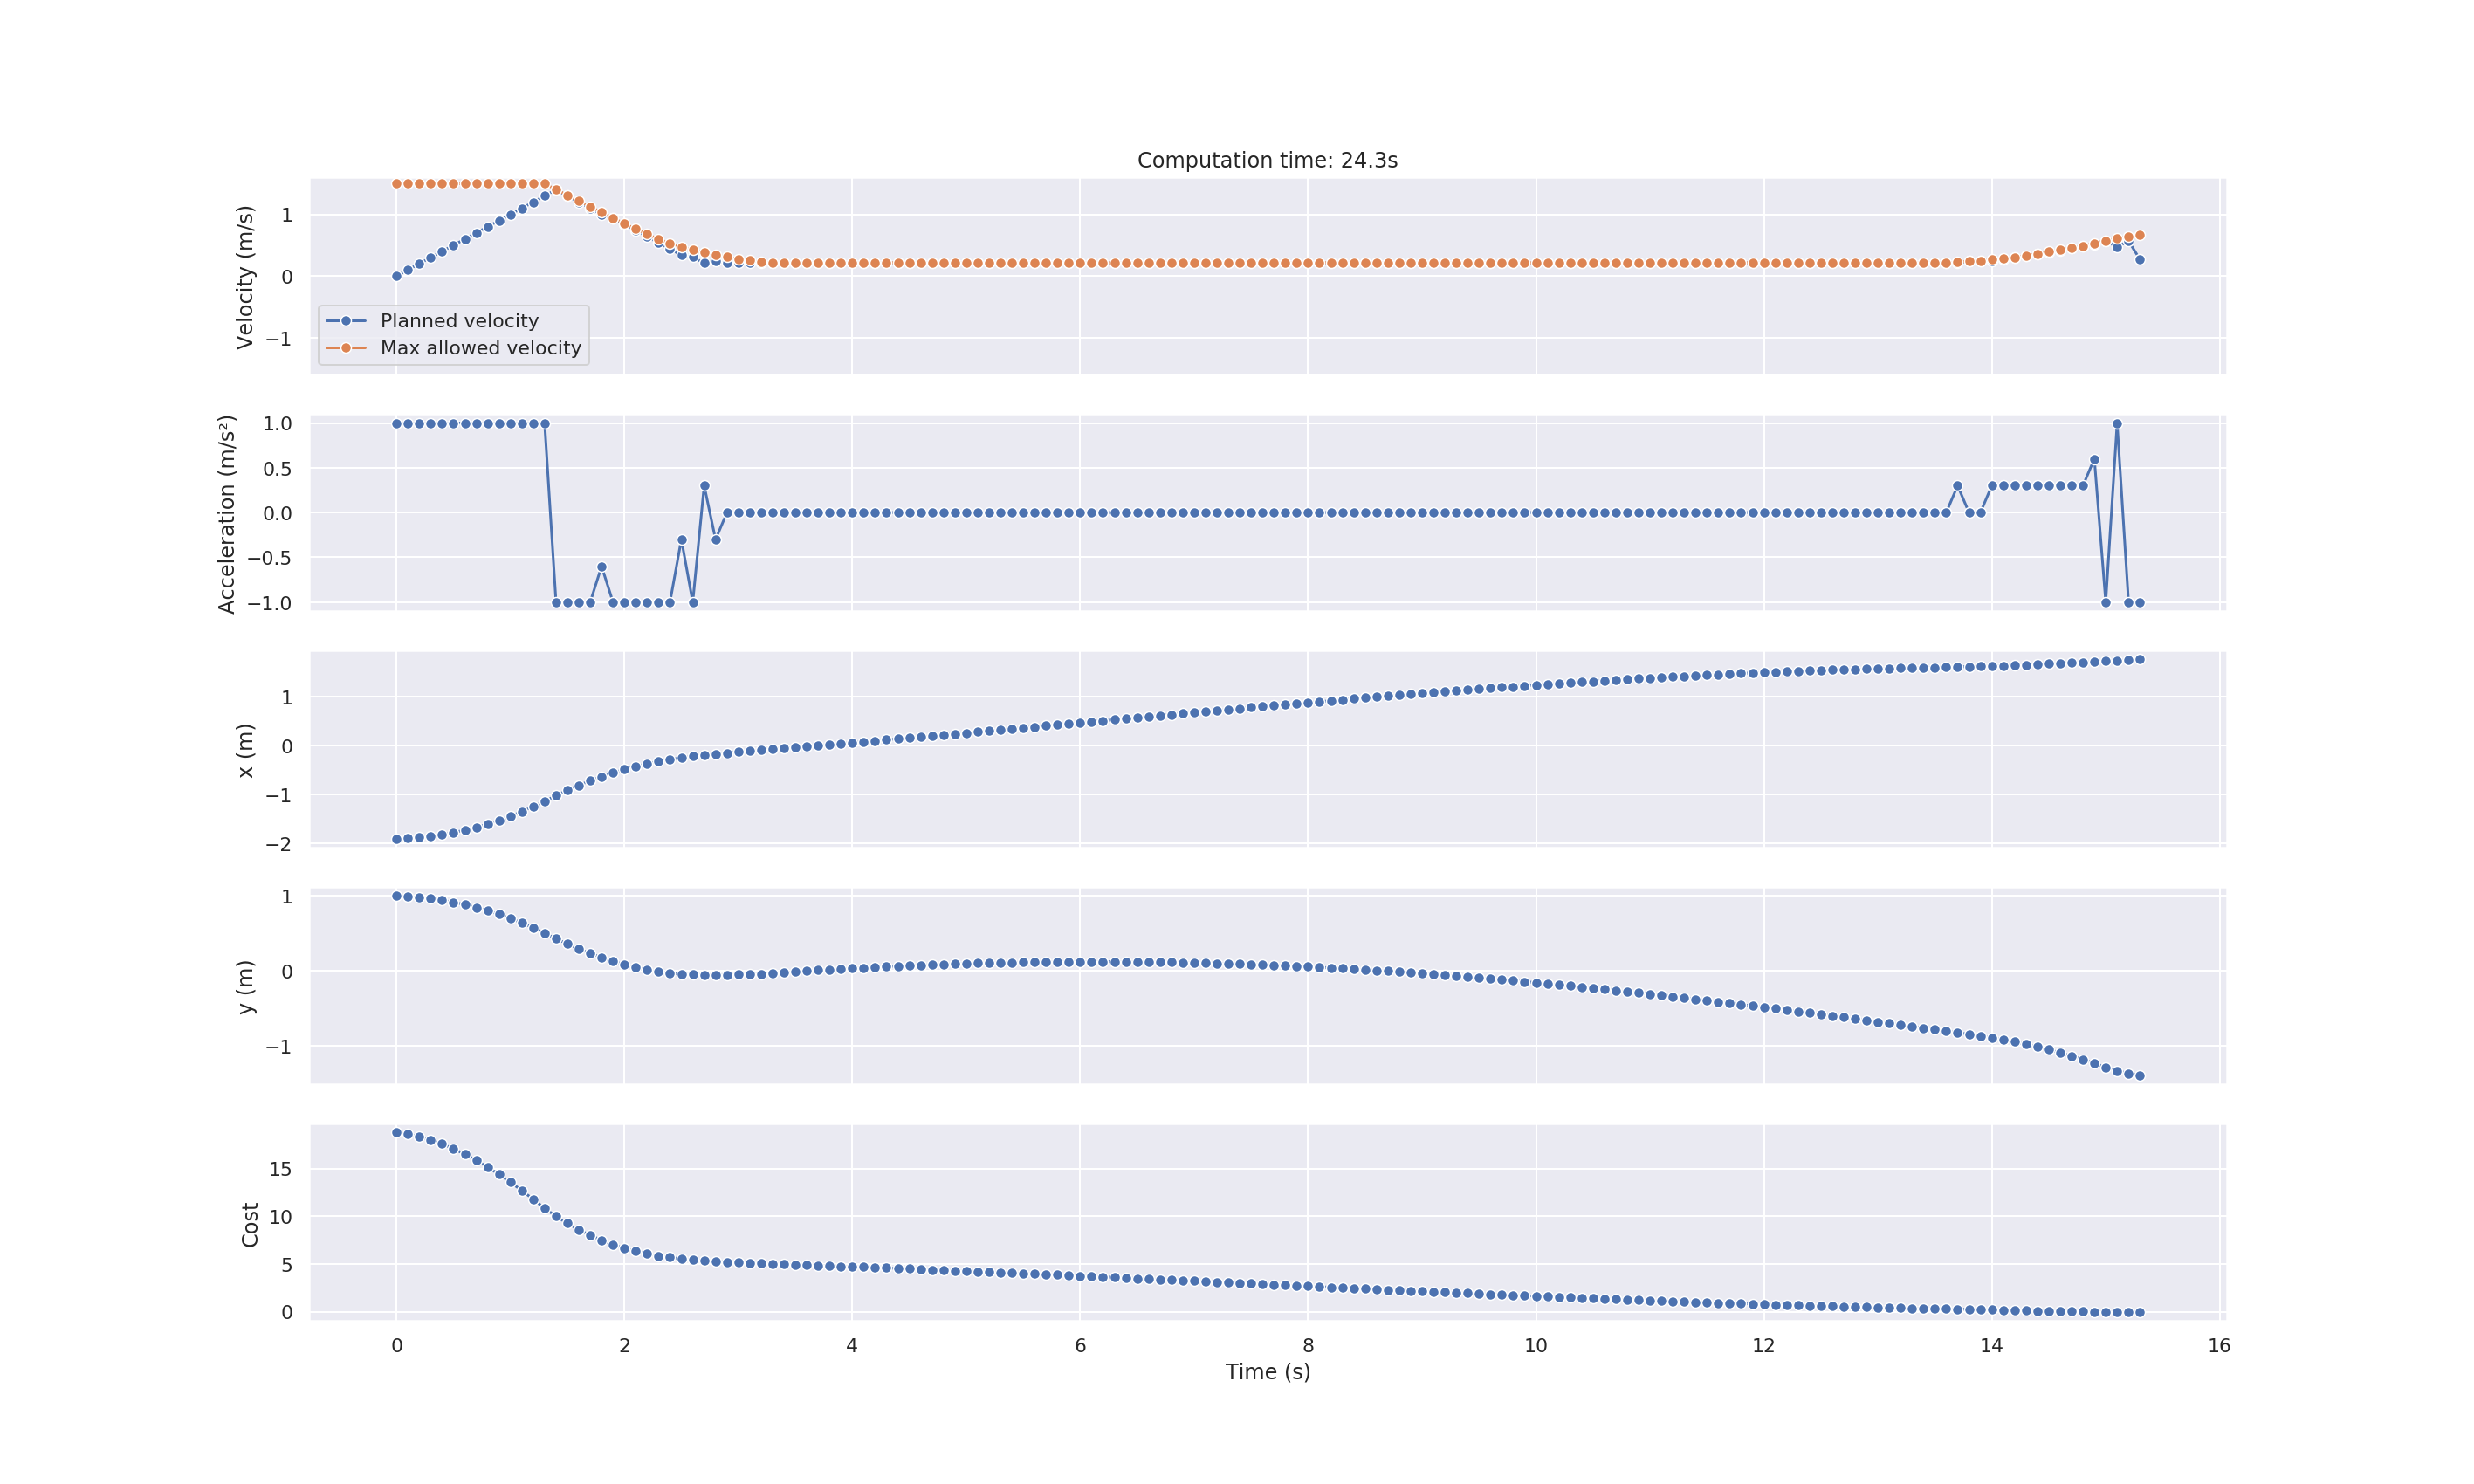 Computation time: 24.3s
Velocity (m/s)
1
0
−1
Planned velocity
Max allowed velocity
Acceleration (m/s²)
1.0
0.5
0.0
−0.5
−1.0
x (m)
1
0
−1
−2
y (m)
1
0
−1
Cost
15
10
5
0
0 2 4 6 8 10 12 14 16
Time (s)